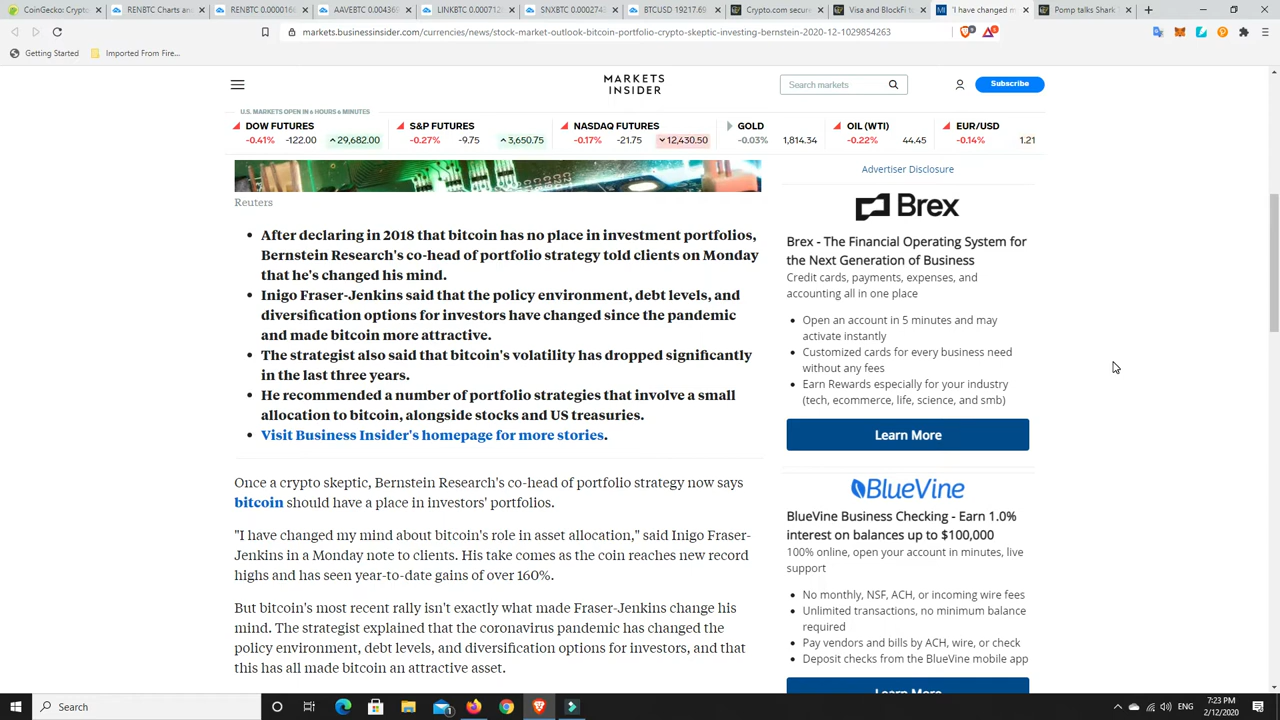 CoinGecko: Crypto
RENBTC Charts and
RENBTC 0.0000166
AAVEBTC 0.004369
LINKBTC 0.000712
SNXBTC 0.0002743
BTCUSD 19217.69
Crypto.com secure
Visa and BlockFi t
"I have changed m
Pomp talks Shark
markets.businessinsider.com/currencies/news/stock-market-outlook-bitcoin-portfolio-crypto-skeptic-investing-bernstein-2020-12-1029854263
Getting Started
Imported From Fire...
MARKETS
INSIDER
Search markets
Subscribe
U.S. MARKETS OPEN IN 6 HOURS 6 MINUTES
DOW FUTURES
-0.41% -122.00 29,682.00
S&P FUTURES
-0.27% -9.75 3,650.75
NASDAQ FUTURES
-0.17% -21.75 12,430.50
GOLD
-0.03% 1,814.34
OIL (WTI)
-0.22% 44.45
EUR/USD
-0.14% 1.21
Reuters
• After declaring in 2018 that bitcoin has no place in investment portfolios,
Bernstein Research's co-head of portfolio strategy told clients on Monday
that he's changed his mind.
• Inigo Fraser-Jenkins said that the policy environment, debt levels, and
diversification options for investors have changed since the pandemic
and made bitcoin more attractive.
• The strategist also said that bitcoin's volatility has dropped significantly
in the last three years.
• He recommended a number of portfolio strategies that involve a small
allocation to bitcoin, alongside stocks and US treasuries.
• Visit Business Insider's homepage for more stories.
Once a crypto skeptic, Bernstein Research's co-head of portfolio strategy now says
bitcoin should have a place in investors' portfolios.
"I have changed my mind about bitcoin's role in asset allocation," said Inigo Fraser-
Jenkins in a Monday note to clients. His take comes as the coin reaches new record
highs and has seen year-to-date gains of over 160%.
But bitcoin's most recent rally isn't exactly what made Fraser-Jenkins change his
mind. The strategist explained that the coronavirus pandemic has changed the
policy environment, debt levels, and diversification options for investors, and that
this has all made bitcoin an attractive asset.
Advertiser Disclosure
Brex
Brex - The Financial Operating System for
the Next Generation of Business
Credit cards, payments, expenses, and
accounting all in one place
• Open an account in 5 minutes and may
activate instantly
• Customized cards for every business need
without any fees
• Earn Rewards especially for your industry
(tech, ecommerce, life, science, and smb)
Learn More
BlueVine
BlueVine Business Checking - Earn 1.0%
interest on balances up to $100,000
100% online, open your account in minutes, live
support
• No monthly, NSF, ACH, or incoming wire fees
• Unlimited transactions, no minimum balance
required
• Pay vendors and bills by ACH, wire, or check
• Deposit checks from the BlueVine mobile app
Learn More
Search
ENG
7:23 PM
2/12/2020